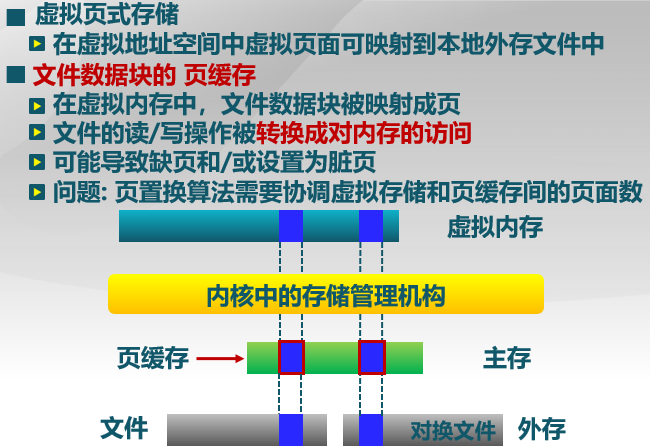 虚拟页式存储
在虚拟地址空间中虚拟页面可映射到本地外存文件中
文件数据块的 页缓存
在虚拟内存中，文件数据块被映射成页
文件的读/写操作被转换成对内存的访问
可能导致缺页和/或设置为脏页
问题: 页置换算法需要协调虚拟存储和页缓存间的页面数
虚拟内存
内核中的存储管理机构
页缓存
主存
文件
对换文件
外存